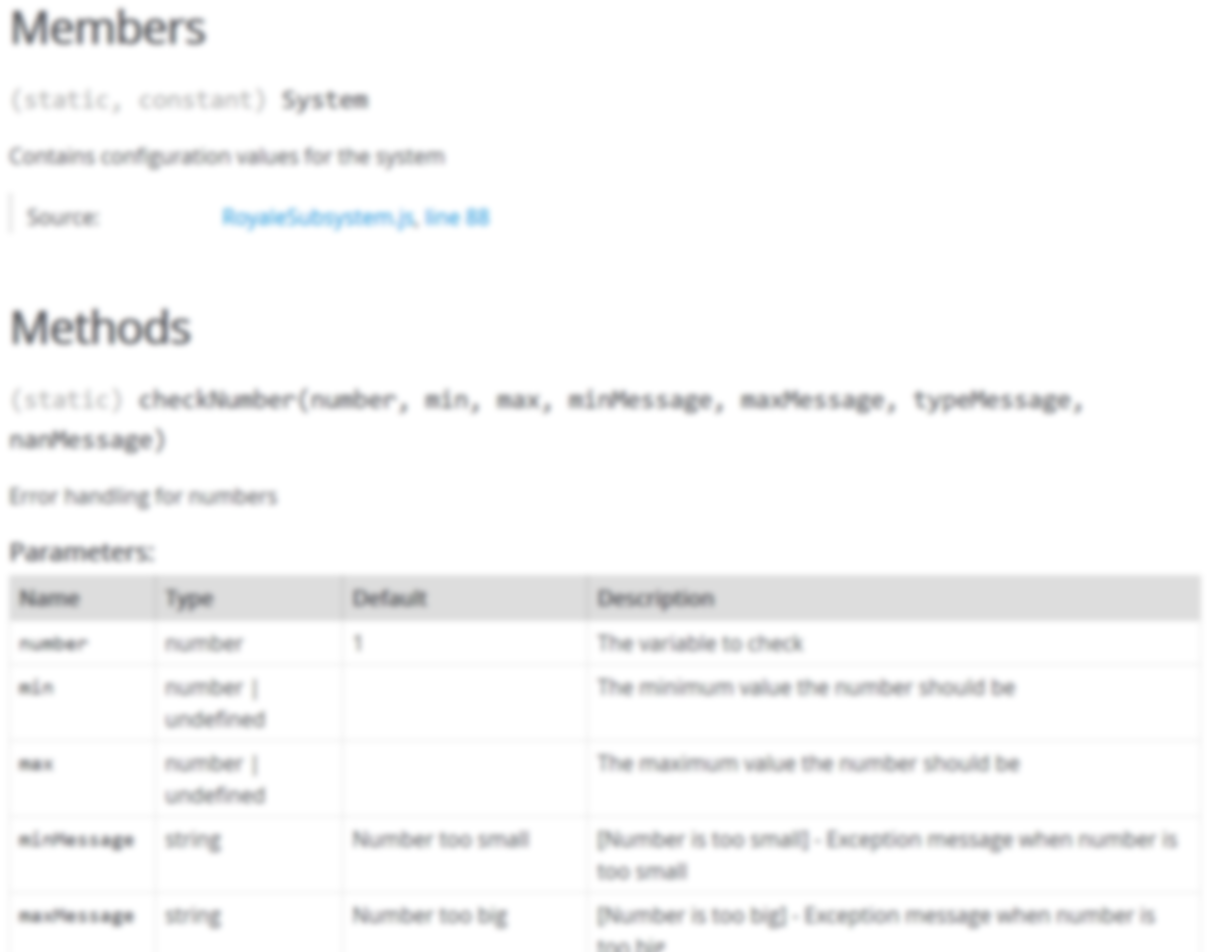 Members
(static, constant) System
Contains configuration values for the system
Source: RoyaleSubsystem.js, line 88
Methods
(static) checkNumber(number, min, max, minMessage, maxMessage, typeMessage,
nanMessage)
Error handling for numbers
Parameters:
Name Type Default Description
number number 1 The variable to check
min number | The minimum value the number should be
undefined
max number | The maximum value the number should be
undefined
minMessage string Number too small [Number is too small] - Exception message when number is
too small
maxMessage string Number too big [Number is too big] - Exception message when number is
too big